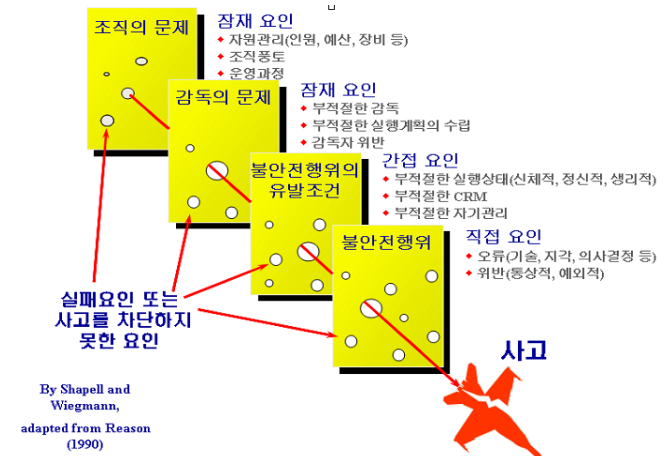 조직의 문제
잠재 요인
자원관리(인원, 예산, 장비 등)
조직풍토
운영과정
감독의 문제
잠재 요인
부적절한 감독
부적절한 실행계획의 수립
감독자 위반
불안전행위의
유발조건
간접 요인
부적절한 실행상태(신체적, 정신적, 생리적)
부적절한 CRM
부적절한 자기관리
불안전행위
직접 요인
오류(기술, 지각, 의사결정 등)
위반(통상적, 예외적)
실패요인 또는
사고를 차단하지
못한 요인
사고
By Shapell and
Wiegmann,
adapted from Reason
(1990)